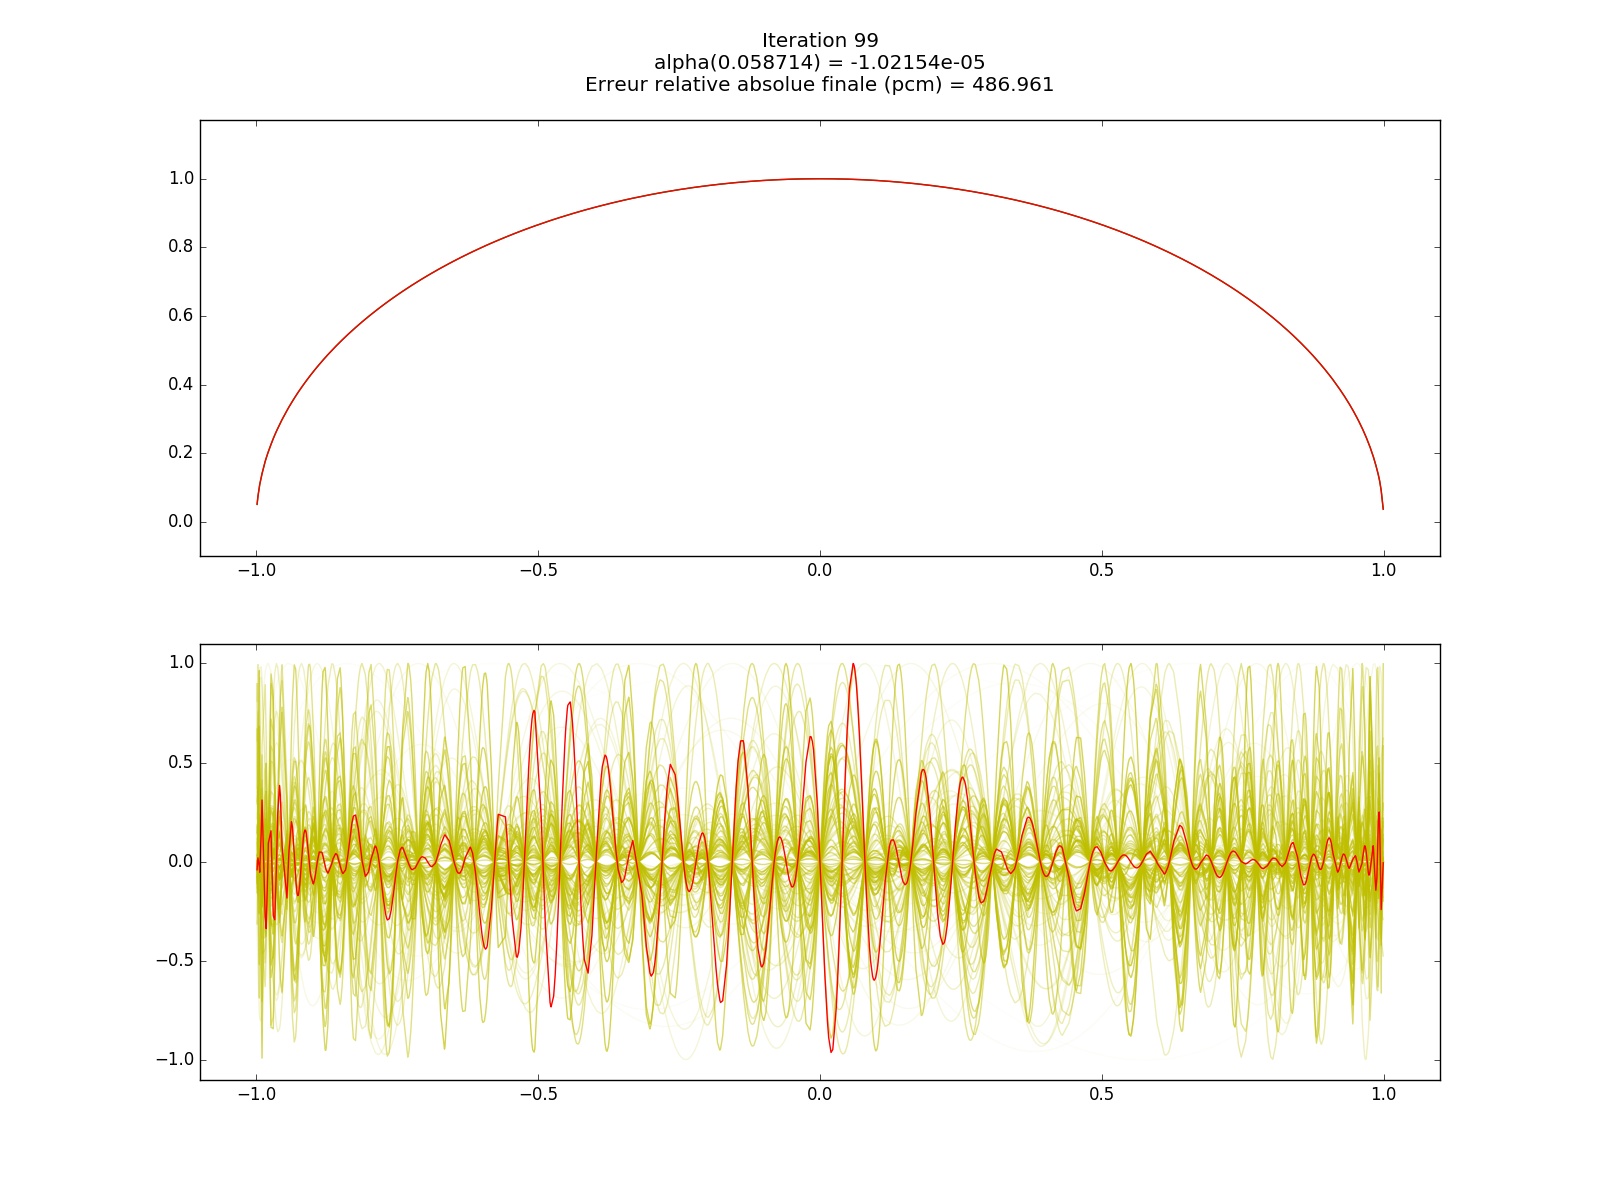 Iteration 99
alpha(0.058714) = -1.02154e-05
Erreur relative absolue finale (pcm) = 486.961
1.0
0.8
0.6
0.4
0.2
0.0
−1.0 −0.5 0.0 0.5 1.0
1.0
0.5
0.0
−0.5
−1.0
−1.0 −0.5 0.0 0.5 1.0